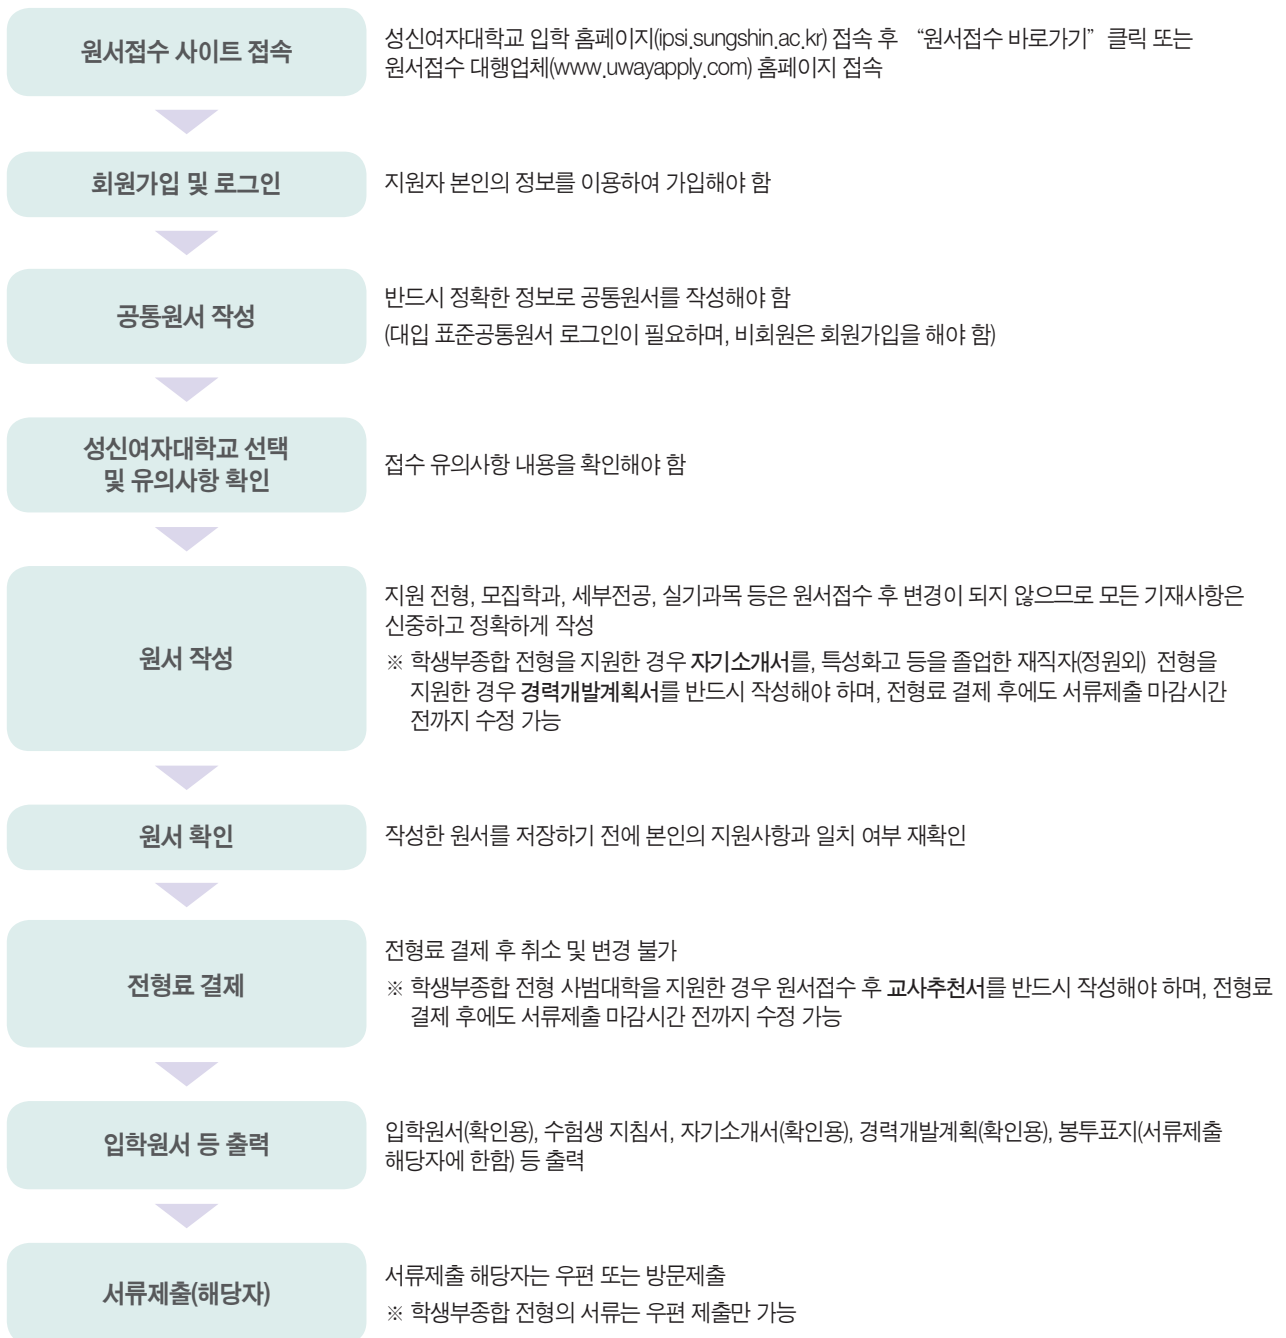 원서접수 사이트 접속
성신여자대학교 입학 홈페이지(ipsi.sungshin.ac.kr) 접속 후 “원서접수 바로가기” 클릭 또는
원서접수 대행업체(www.uwayapply.com) 홈페이지 접속
회원가입 및 로그인
지원자 본인의 정보를 이용하여 가입해야 함
공통원서 작성
반드시 정확한 정보로 공통원서를 작성해야 함
(대입 표준공통원서 로그인이 필요하며, 비회원은 회원가입을 해야 함)
성신여자대학교 선택
및 유의사항 확인
접수 유의사항 내용을 확인해야 함
원서 작성
지원 전형, 모집학과, 세부전공, 실기과목 등은 원서접수 후 변경이 되지 않으므로 모든 기재사항은
신중하고 정확하게 작성
※ 학생부종합 전형을 지원한 경우 자기소개서를, 특성화고 등을 졸업한 재직자(정원외) 전형을
지원한 경우 경력개발계획서를 반드시 작성해야 하며, 전형료 결제 후에도 서류제출 마감시간
전까지 수정 가능
원서 확인
작성한 원서를 저장하기 전에 본인의 지원사항과 일치 여부 재확인
전형료 결제
전형료 결제 후 취소 및 변경 불가
※ 학생부종합 전형 사범대학을 지원한 경우 원서접수 후 교사추천서를 반드시 작성해야 하며, 전형료
결제 후에도 서류제출 마감시간 전까지 수정 가능
입학원서 등 출력
입학원서(확인용), 수험생 지침서, 자기소개서(확인용), 경력개발계획(확인용), 봉투표지(서류제출
해당자에 한함) 등 출력
서류제출(해당자)
서류제출 해당자는 우편 또는 방문제출
※ 학생부종합 전형의 서류는 우편 제출만 가능